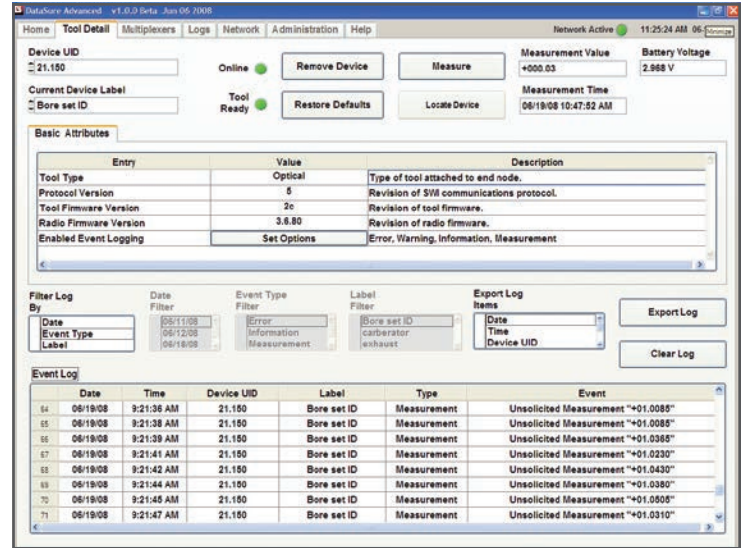 DataSure Advanced v1.0.0 Beta Jun 06 2008
Home Tool Detail Multiplexers Logs Network Administration Help Network Active 11:25:24 AM 06- Minimize
Device UID Measurement Value Battery Voltage
21.150 Online Remove Device Measure +000.03 2.968 V
Current Device Label Measurement Time
Bore set ID Tool Ready Restore Defaults Locate Device 06/19/08 10:47:52 AM
Basic Attributes
Entry Value Description
Tool Type Optical Type of tool attached to end node.
Protocol Version 5 Revision of SWI communications protocol.
Tool Firmware Version 2c Revision of tool firmware.
Radio Firmware Version 3.6.80 Revision of radio firmware.
Enabled Event Logging Set Options Error, Warning, Information, Measurement
Filter Log By Date Filter Event Type Filter Label Filter Export Log Items
Date 06/11/08 Error Bore set ID Date Export Log
Event Type 06/12/08 Information carberator Time
Label 06/18/08 Measurement exhaust Device UID
Clear Log
Event Log
Date Time Device UID Label Type Event
64 06/19/08 9:21:36 AM 21.150 Bore set ID Measurement Unsolicited Measurement "+01.0085"
65 06/19/08 9:21:38 AM 21.150 Bore set ID Measurement Unsolicited Measurement "+01.0085"
66 06/19/08 9:21:39 AM 21.150 Bore set ID Measurement Unsolicited Measurement "+01.0365"
67 06/19/08 9:21:41 AM 21.150 Bore set ID Measurement Unsolicited Measurement "+01.0230"
68 06/19/08 9:21:42 AM 21.150 Bore set ID Measurement Unsolicited Measurement "+01.0430"
69 06/19/08 9:21:44 AM 21.150 Bore set ID Measurement Unsolicited Measurement "+01.0380"
70 06/19/08 9:21:45 AM 21.150 Bore set ID Measurement Unsolicited Measurement "+01.0505"
71 06/19/08 9:21:47 AM 21.150 Bore set ID Measurement Unsolicited Measurement "+01.0310"